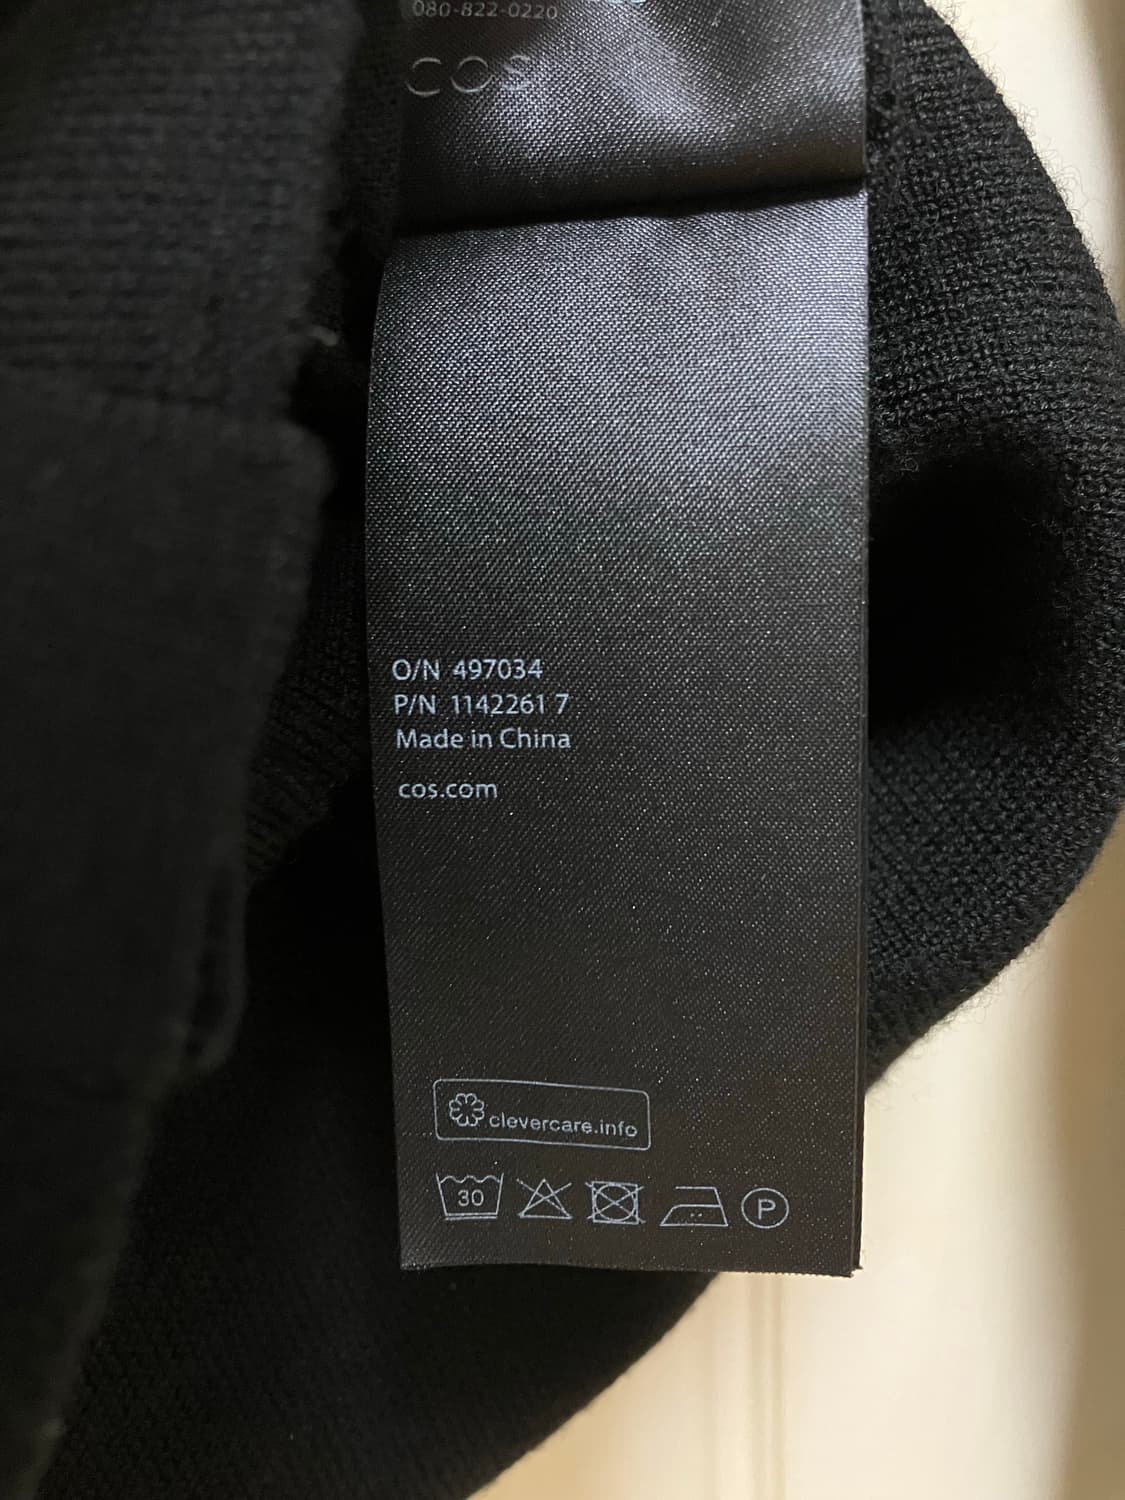 080-822-0220
COS
O/N 497034
P/N 1142261 7
Made in China
cos.com
clevercare.info
30
P